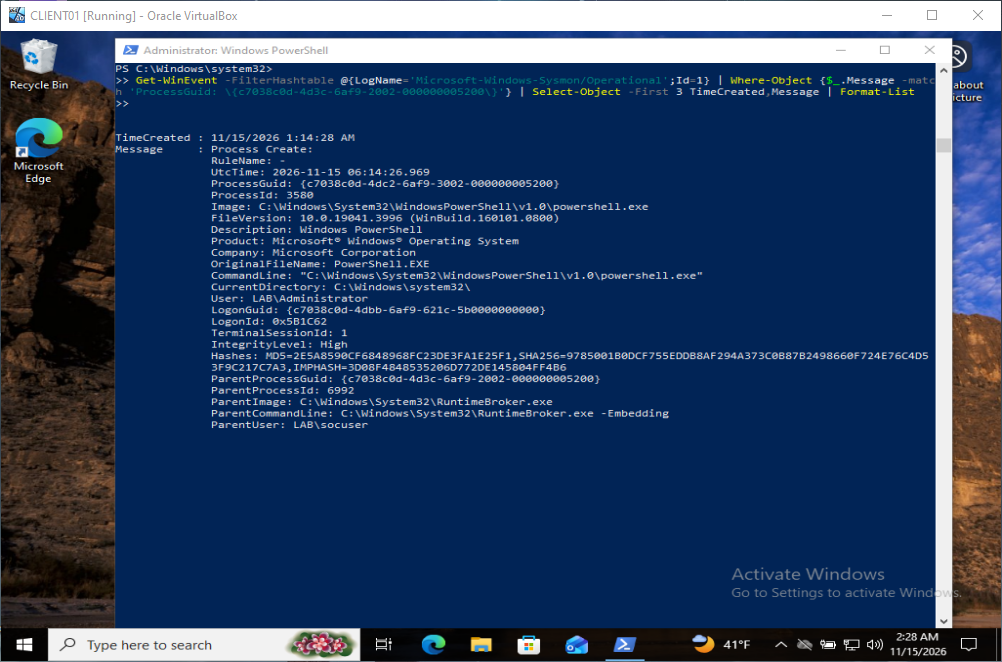 CLIENT01 [Running] - Oracle VirtualBox
Recycle Bin
Microsoft
Edge
about
icture
Administrator: Windows PowerShell
PS C:\Windows\system32>
>> Get-WinEvent -FilterHashtable @{LogName='Microsoft-Windows-Sysmon/Operational';Id=1} | Where-Object {$_.Message -matc
h 'ProcessGuid: \{c7038c0d-4d3c-6af9-2002-000000005200\}'} | Select-Object -First 3 TimeCreated,Message | Format-List
>>
TimeCreated : 11/15/2026 1:14:28 AM
Message : Process Create:
RuleName: -
UtcTime: 2026-11-15 06:14:26.969
ProcessGuid: {c7038c0d-4dc2-6af9-3002-000000005200}
ProcessId: 3580
Image: C:\Windows\System32\WindowsPowerShell\v1.0\powershell.exe
FileVersion: 10.0.19041.3996 (WinBuild.160101.0800)
Description: Windows PowerShell
Product: Microsoft® Windows® Operating System
Company: Microsoft Corporation
OriginalFileName: PowerShell.EXE
CommandLine: "C:\Windows\System32\WindowsPowerShell\v1.0\powershell.exe"
CurrentDirectory: C:\Windows\system32\
User: LAB\Administrator
LogonGuid: {c7038c0d-4dbb-6af9-621c-5b0000000000}
LogonId: 0x5B1C62
TerminalSessionId: 1
IntegrityLevel: High
Hashes: MD5=2E5A8590CF6848968FC23DE3FA1E25F1,SHA256=9785001B0DCF755EDDB8AF294A373C0B87B2498660F724E76C4D5
3F9C217C7A3,IMPHASH=3D08F4848535206D772DE145804FF4B6
ParentProcessGuid: {c7038c0d-4d3c-6af9-2002-000000005200}
ParentProcessId: 6992
ParentImage: C:\Windows\System32\RuntimeBroker.exe
ParentCommandLine: C:\Windows\System32\RuntimeBroker.exe -Embedding
ParentUser: LAB\socuser
Activate Windows
Go to Settings to activate Windows.
Type here to search
41°F
2:28 AM
11/15/2026